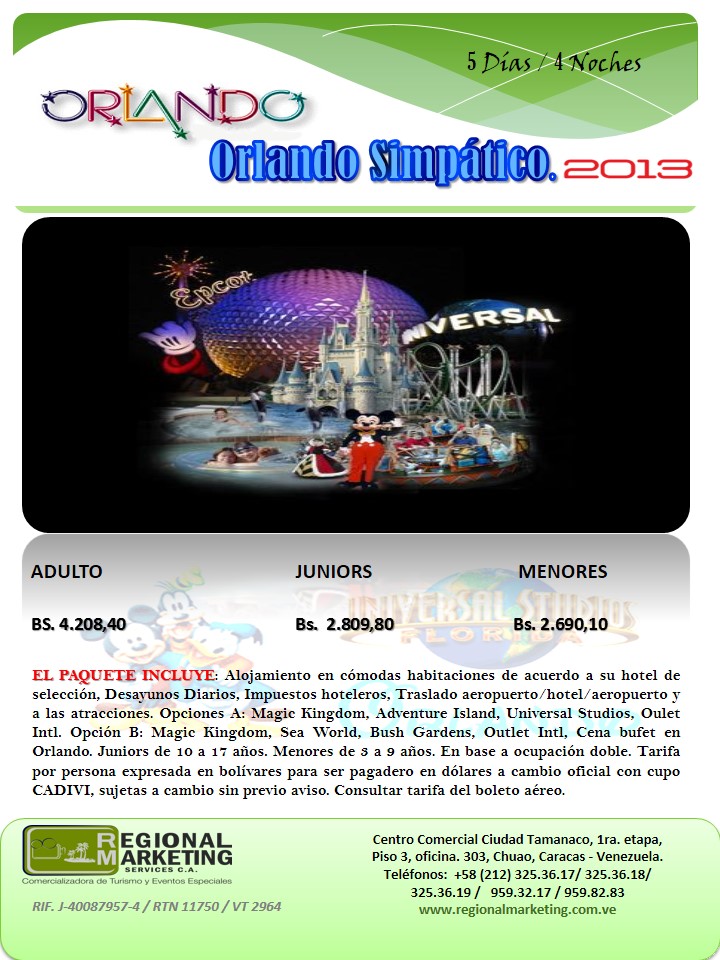 5 Días / 4 Noches
ORLANDO
Orlando Simpático. 2013
Epcot
UNIVERSAL
ADULTO JUNIORS MENORES
BS. 4.208,40 Bs. 2.809,80 Bs. 2.690,10
UNIVERSAL STUDIOS
FLORIDA
EL PAQUETE INCLUYE: Alojamiento en cómodas habitaciones de acuerdo a su hotel de
selección, Desayunos Diarios, Impuestos hoteleros, Traslado aeropuerto/hotel/aeropuerto y
a las atracciones. Opciones A: Magic Kingdom, Adventure Island, Universal Studios, Oulet
Intl. Opción B: Magic Kingdom, Sea World, Bush Gardens, Outlet Intl, Cena bufet en
Orlando. Juniors de 10 a 17 años. Menores de 3 a 9 años. En base a ocupación doble. Tarifa
por persona expresada en bolívares para ser pagadero en dólares a cambio oficial con cupo
CADIVI, sujetas a cambio sin previo aviso. Consultar tarifa del boleto aéreo.
RM
REGIONAL
MARKETING
SERVICES C.A.
Comercializadora de Turismo y Eventos Especiales
RIF. J-40087957-4 / RTN 11750 / VT 2964
Centro Comercial Ciudad Tamanaco, 1ra. etapa,
Piso 3, oficina. 303, Chuao, Caracas - Venezuela.
Teléfonos: +58 (212) 325.36.17/ 325.36.18/
325.36.19 / 959.32.17 / 959.82.83
www.regionalmarketing.com.ve